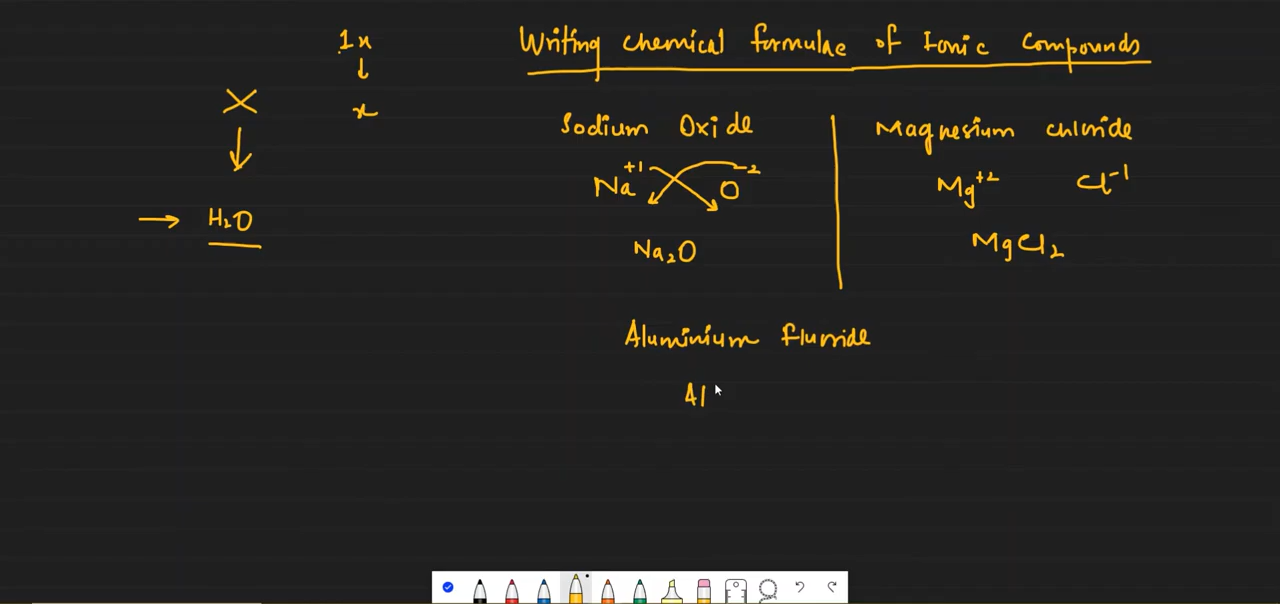 1x
x
H₂O
Writing chemical formulae of Ionic Compounds
Sodium Oxide
Na⁺¹ O⁻²
Na₂O
Magnesium chloride
Mg⁺² Cl⁻¹
MgCl₂
Aluminium fluoride
Al